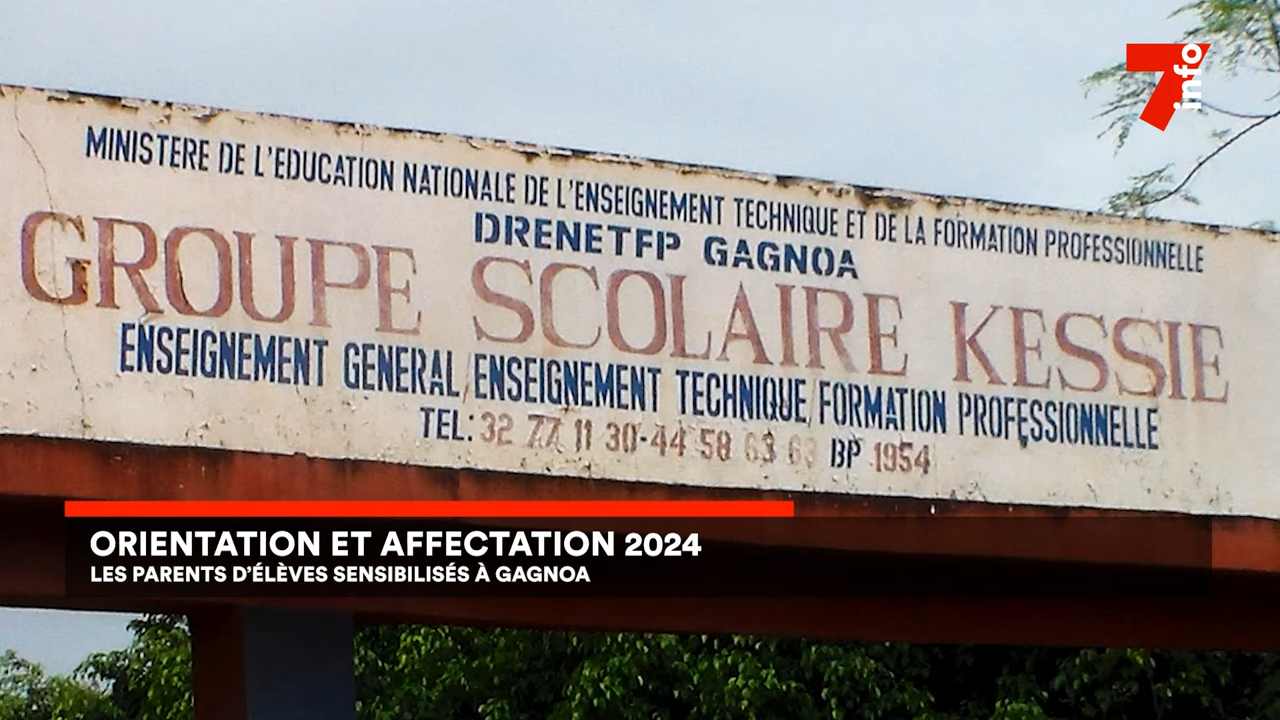 7info
MINISTERE DE L'EDUCATION NATIONALE DE L'ENSEIGNEMENT TECHNIQUE ET DE LA FORMATION PROFESSIONNELLE
DRENETFP GAGNOA
GROUPE SCOLAIRE KESSIE
ENSEIGNEMENT GENERAL/ENSEIGNEMENT TECHNIQUE/FORMATION PROFESSIONNELLE
TEL: 32 77 11 30-44 58 63 63 BP 1954
ORIENTATION ET AFFECTATION 2024
LES PARENTS D'ÉLÈVES SENSIBILISÉS À GAGNOA